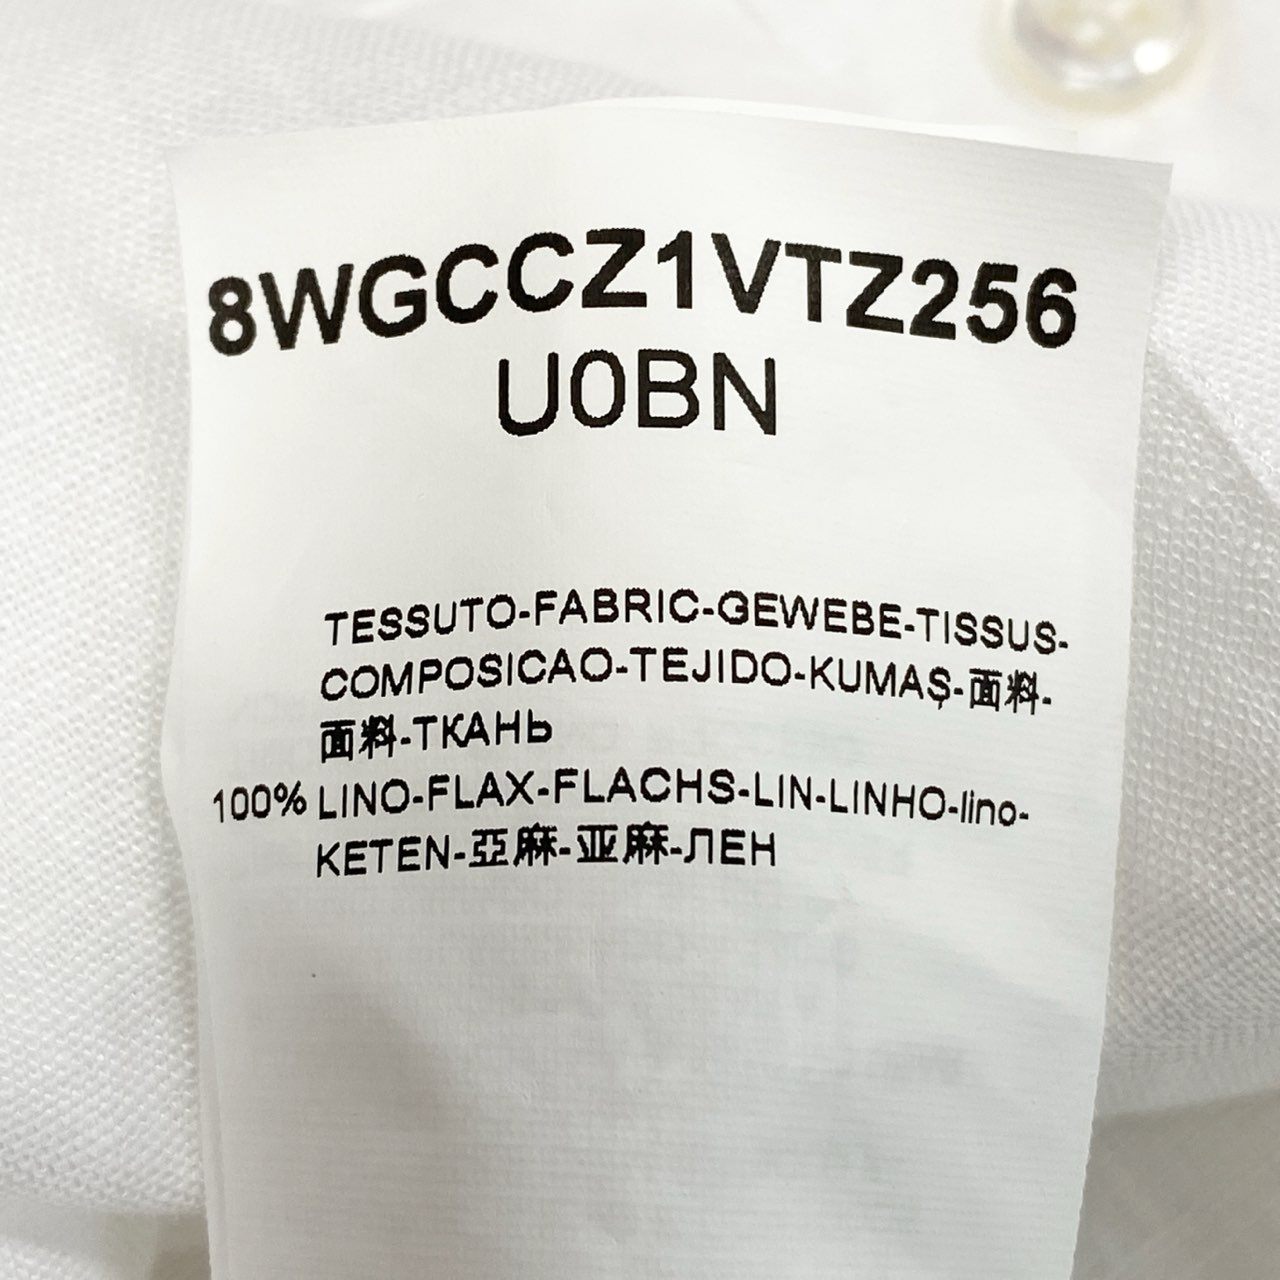 8WGCCZ1VTZ256
U0BN
TESSUTO-FABRIC-GEWEBE-TISSUS-
COMPOSICAO-TEJIDO-KUMAŞ-面料-
面料-ТКАНЬ
100% LINO-FLAX-FLACHS-LIN-LINHO-lino-
KETEN-亞麻-亚麻-ЛЕН